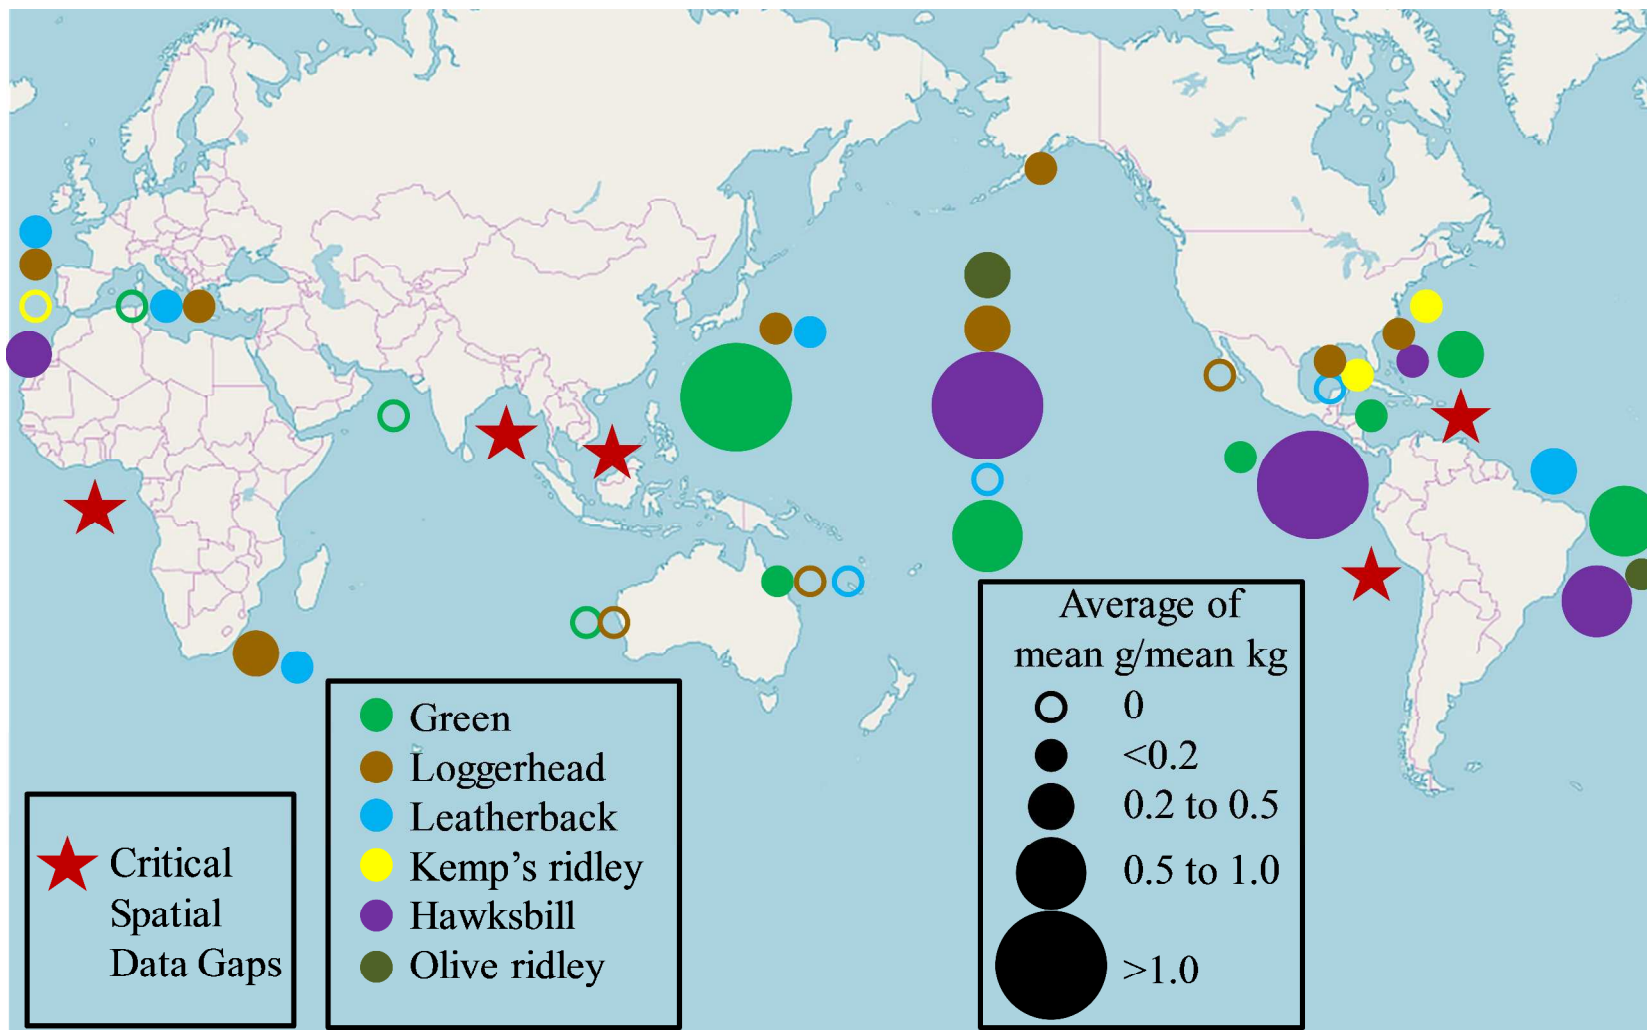 Average of
mean g/mean kg
0
<0.2
0.2 to 0.5
0.5 to 1.0
>1.0
Green
Loggerhead
Leatherback
Kemp's ridley
Hawksbill
Olive ridley
Critical
Spatial
Data Gaps